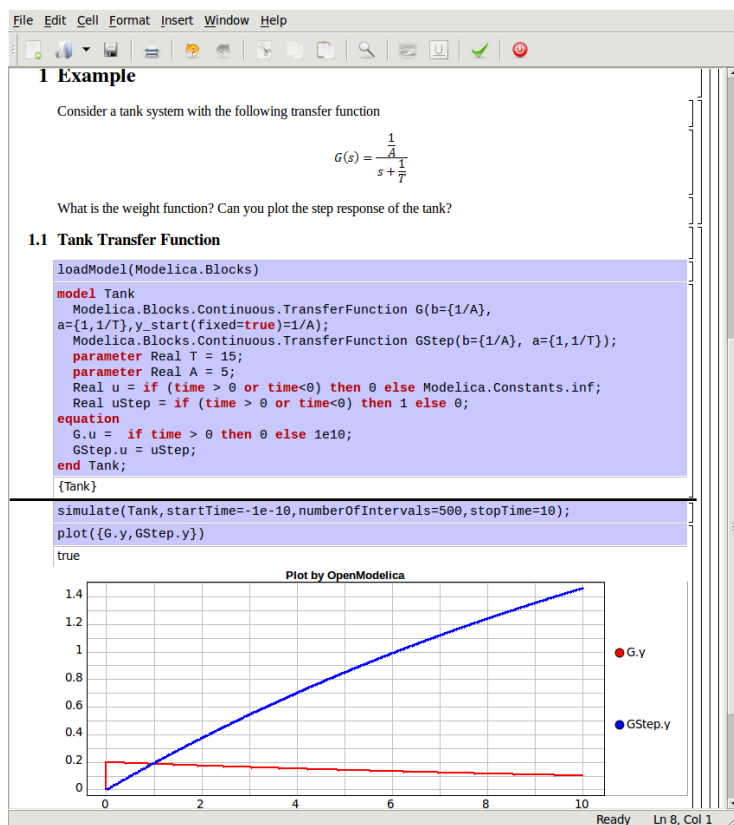 File Edit Cell Format Insert Window Help
1 Example
Consider a tank system with the following transfer function
G(s) = (1/A)/(s + 1/T)
What is the weight function? Can you plot the step response of the tank?
1.1 Tank Transfer Function
loadModel(Modelica.Blocks)
model Tank
Modelica.Blocks.Continuous.TransferFunction G(b={1/A},
a={1,1/T},y_start(fixed=true)=1/A);
Modelica.Blocks.Continuous.TransferFunction GStep(b={1/A}, a={1,1/T});
parameter Real T = 15;
parameter Real A = 5;
Real u = if (time > 0 or time<0) then 0 else Modelica.Constants.inf;
Real uStep = if (time > 0 or time<0) then 1 else 0;
equation
G.u =  if time > 0 then 0 else 1e10;
GStep.u = uStep;
end Tank;
{Tank}
simulate(Tank,startTime=-1e-10,numberOfIntervals=500,stopTime=10);
plot({G.y,GStep.y})
true
Plot by OpenModelica
1.4
1.2
1
0.8
0.6
0.4
0.2
0
G.y
GStep.y
0 2 4 6 8 10
Ready Ln 8, Col 1